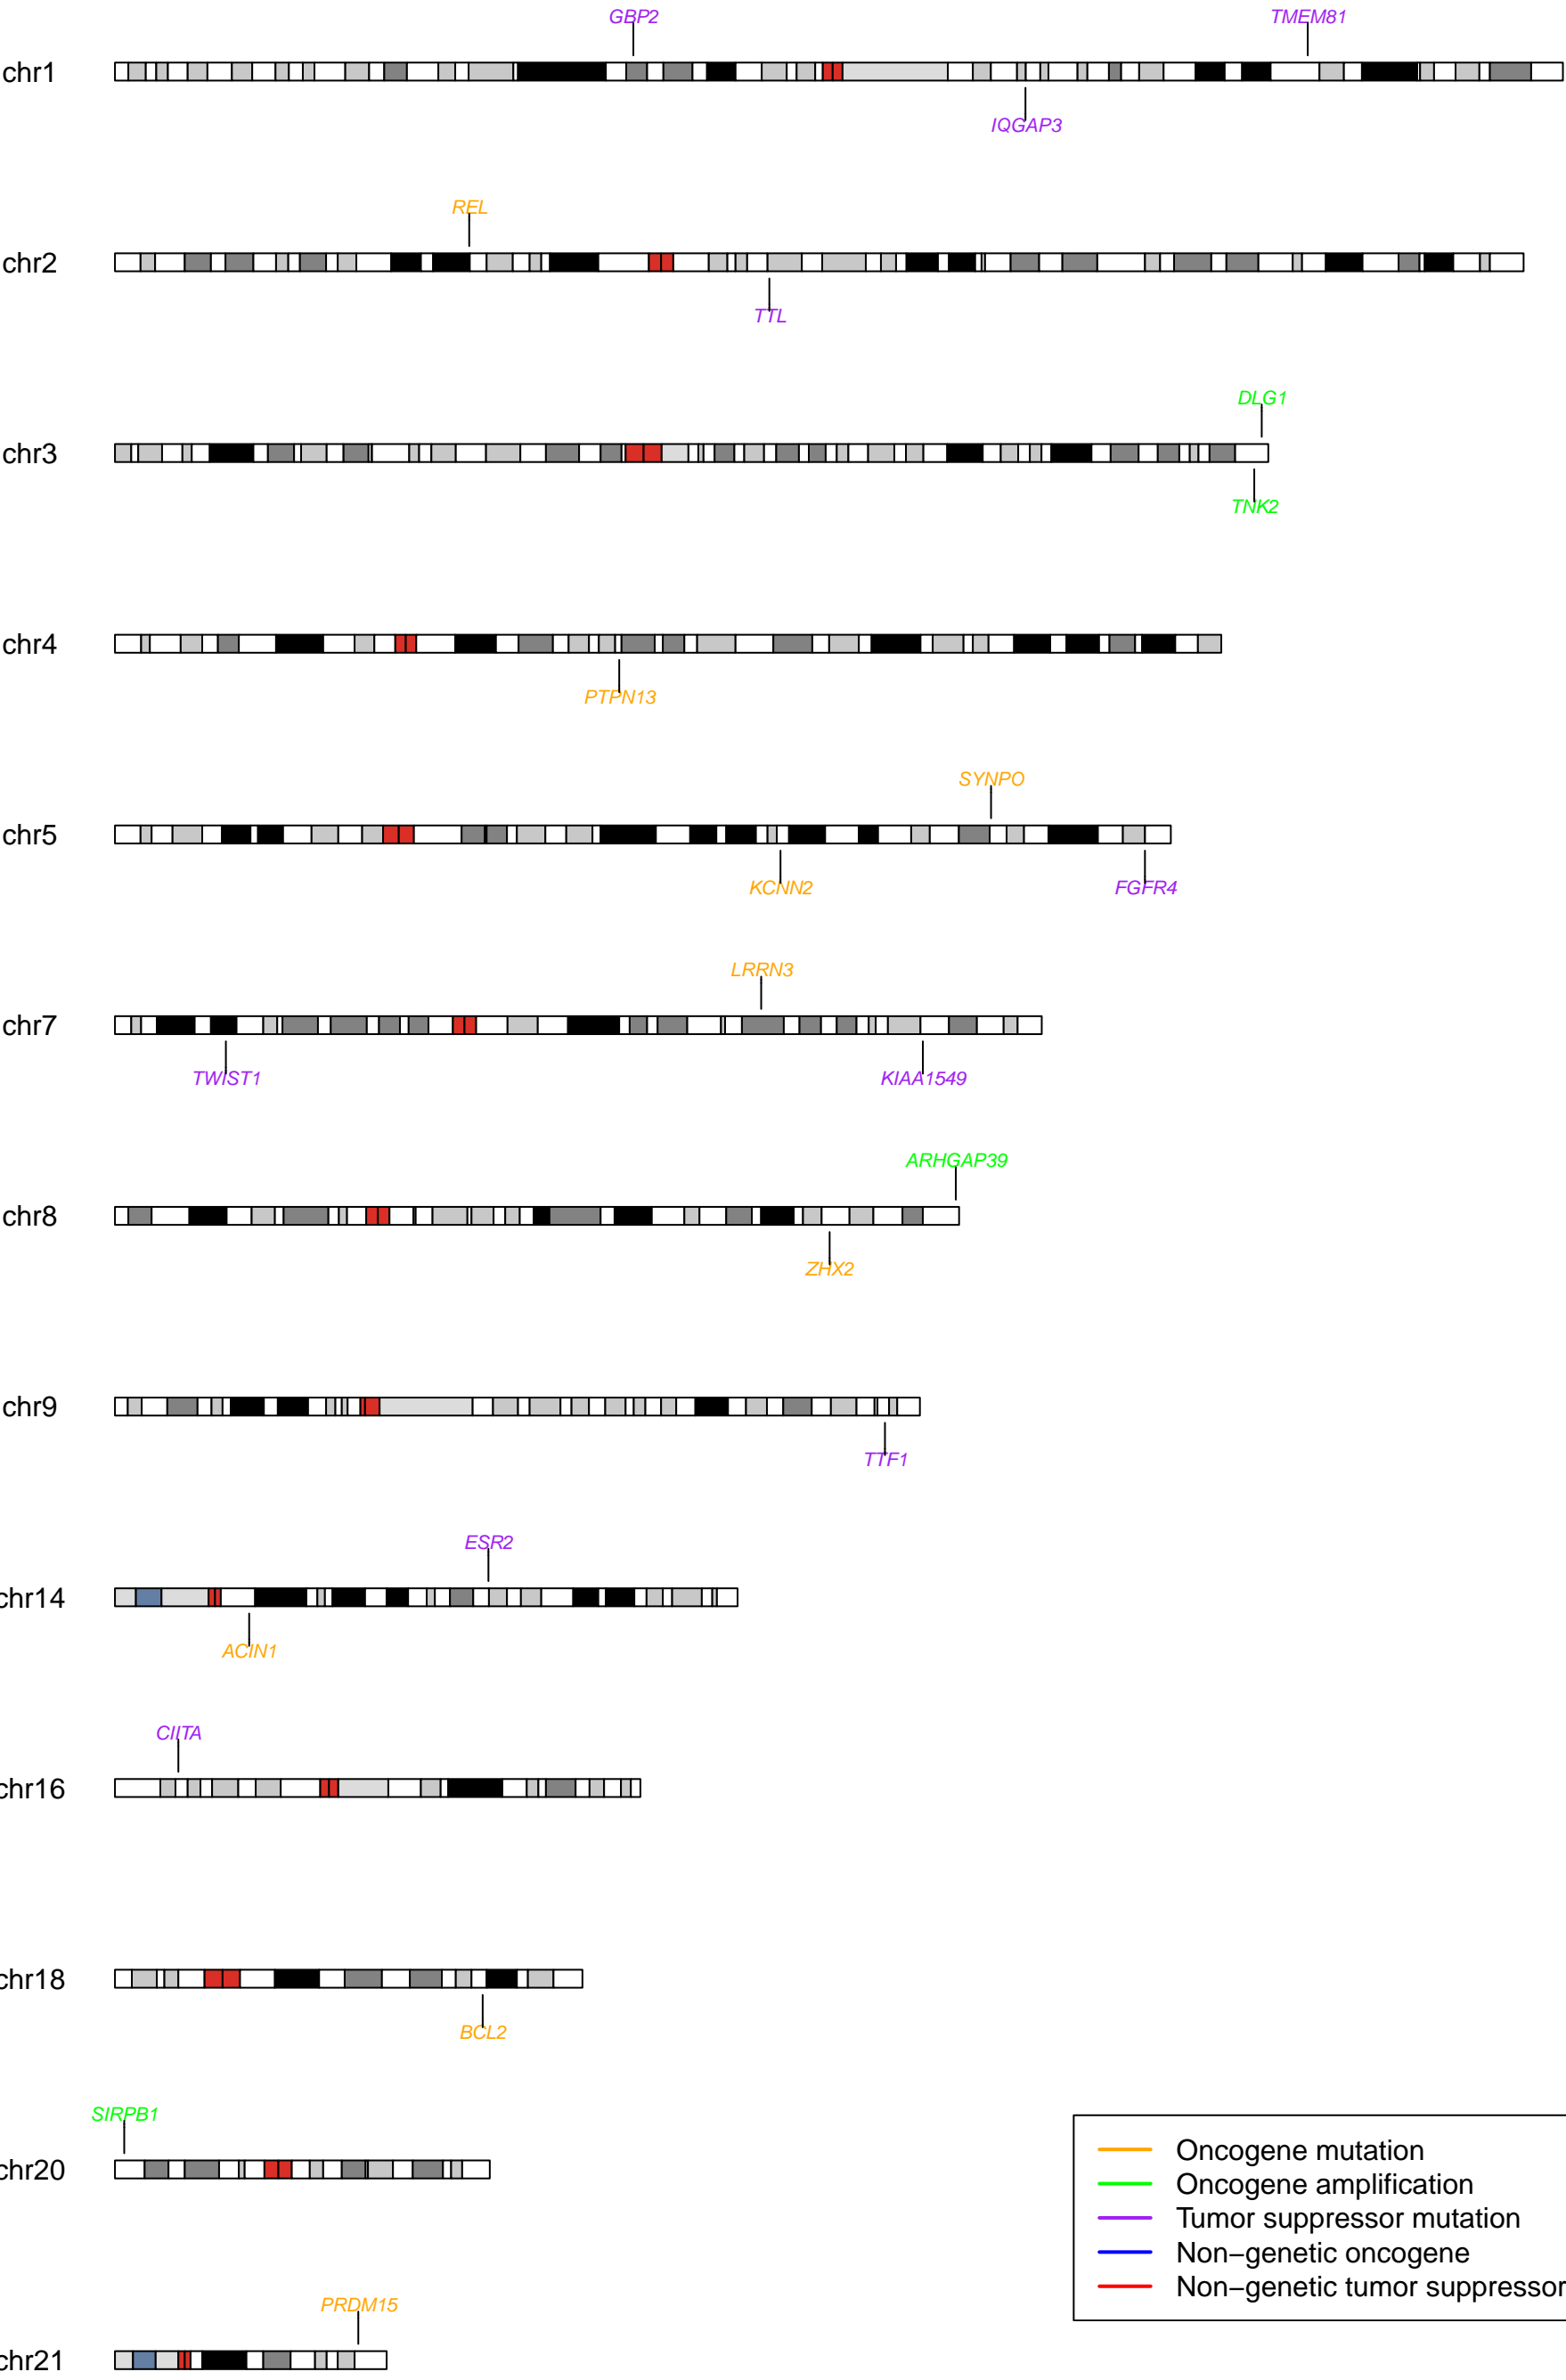 GBP2 TMEM81
chr1
IQGAP3
REL
chr2
TTL
DLG1
chr3
TNK2
chr4
PTPN13
SYNPO
chr5
KCNN2 FGFR4
LRRN3
chr7
TWIST1 KIAA1549
ARHGAP39
chr8
ZHX2
chr9
TTF1
ESR2
chr14
ACIN1
CIITA
chr16
chr18
BCL2
SIRPB1
chr20
Oncogene mutation
Oncogene amplification
Tumor suppressor mutation
Non−genetic oncogene
Non−genetic tumor suppressor
PRDM15
chr21